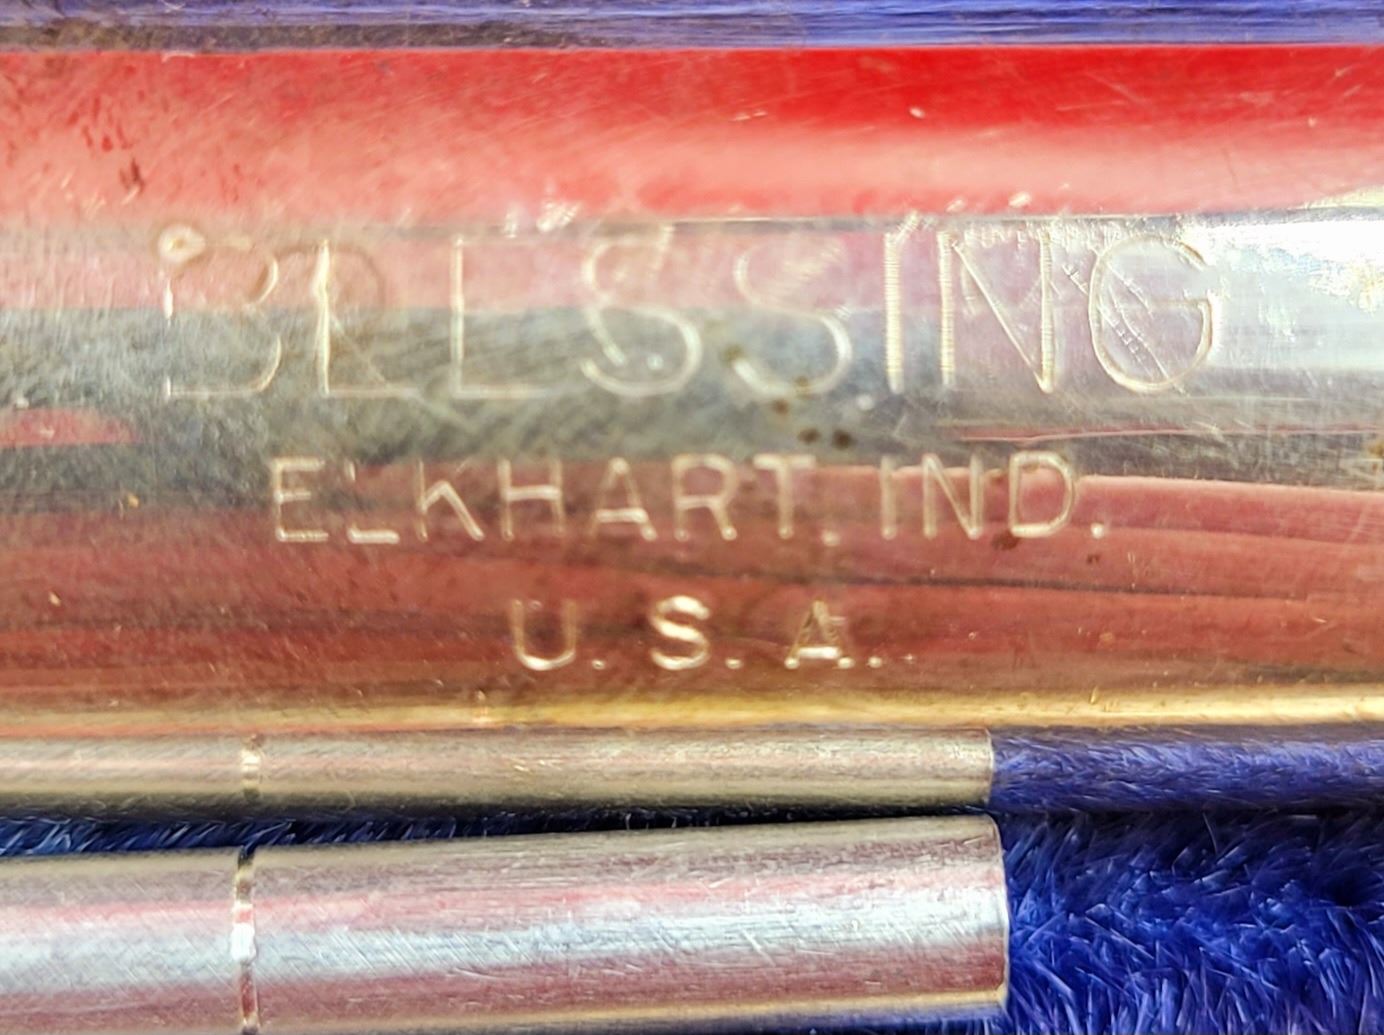 BLESSING
ELKHART, IND.
U.S.A.